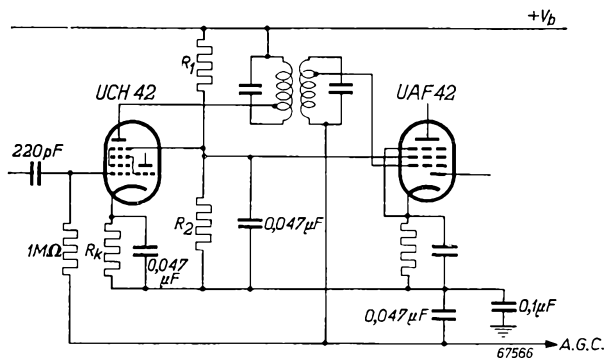 +Vb
R1
UCH 42
UAF 42
220pF
1MΩ
Rk
0,047
μF
R2
0,047μF
0,047μF
0,1μF
67566
A.G.C.